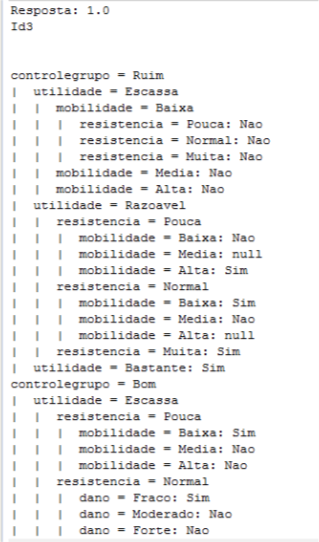 Resposta: 1.0
Id3
controlegrupo = Ruim
|  utilidade = Escassa
|  |  mobilidade = Baixa
|  |  |  resistencia = Pouca: Nao
|  |  |  resistencia = Normal: Nao
|  |  |  resistencia = Muita: Nao
|  |  mobilidade = Media: Nao
|  |  mobilidade = Alta: Nao
|  utilidade = Razoavel
|  |  resistencia = Pouca
|  |  |  mobilidade = Baixa: Nao
|  |  |  mobilidade = Media: null
|  |  |  mobilidade = Alta: Sim
|  |  resistencia = Normal
|  |  |  mobilidade = Baixa: Sim
|  |  |  mobilidade = Media: Nao
|  |  |  mobilidade = Alta: null
|  |  resistencia = Muita: Sim
|  utilidade = Bastante: Sim
controlegrupo = Bom
|  utilidade = Escassa
|  |  resistencia = Pouca
|  |  |  mobilidade = Baixa: Sim
|  |  |  mobilidade = Media: Nao
|  |  |  mobilidade = Alta: Nao
|  |  resistencia = Normal
|  |  |  dano = Fraco: Sim
|  |  |  dano = Moderado: Nao
|  |  |  dano = Forte: Nao